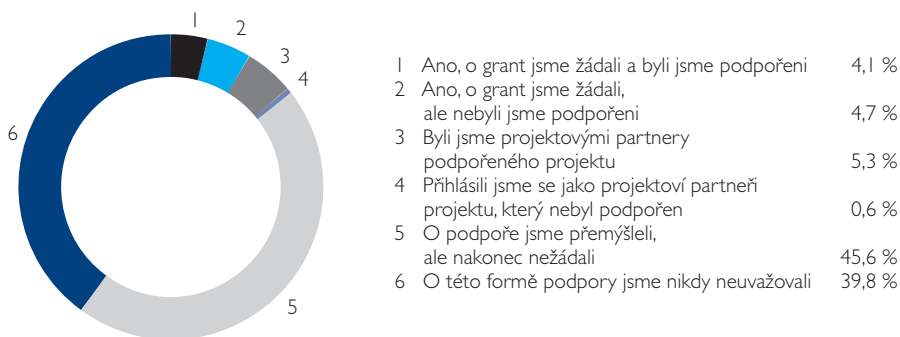 1
2
3
4
5
6
1 Ano, o grant jsme žádali a byli jsme podpořeni 4,1 %
2 Ano, o grant jsme žádali,
ale nebyli jsme podpořeni 4,7 %
3 Byli jsme projektovými partnery
podpořeného projektu 5,3 %
4 Přihlásili jsme se jako projektoví partneři
projektu, který nebyl podpořen 0,6 %
5 O podpoře jsme přemýšleli,
ale nakonec nežádali 45,6 %
6 O této formě podpory jsme nikdy neuvažovali 39,8 %